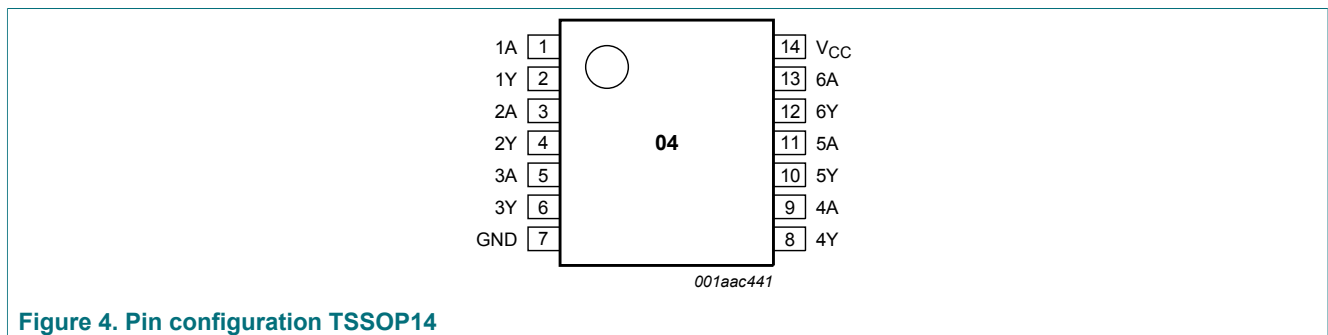 1A 1 14 VCC
1Y 2 13 6A
2A 3 12 6Y
2Y 4 04 11 5A
3A 5 10 5Y
3Y 6 9 4A
GND 7 8 4Y
001aac441
Figure 4. Pin configuration TSSOP14